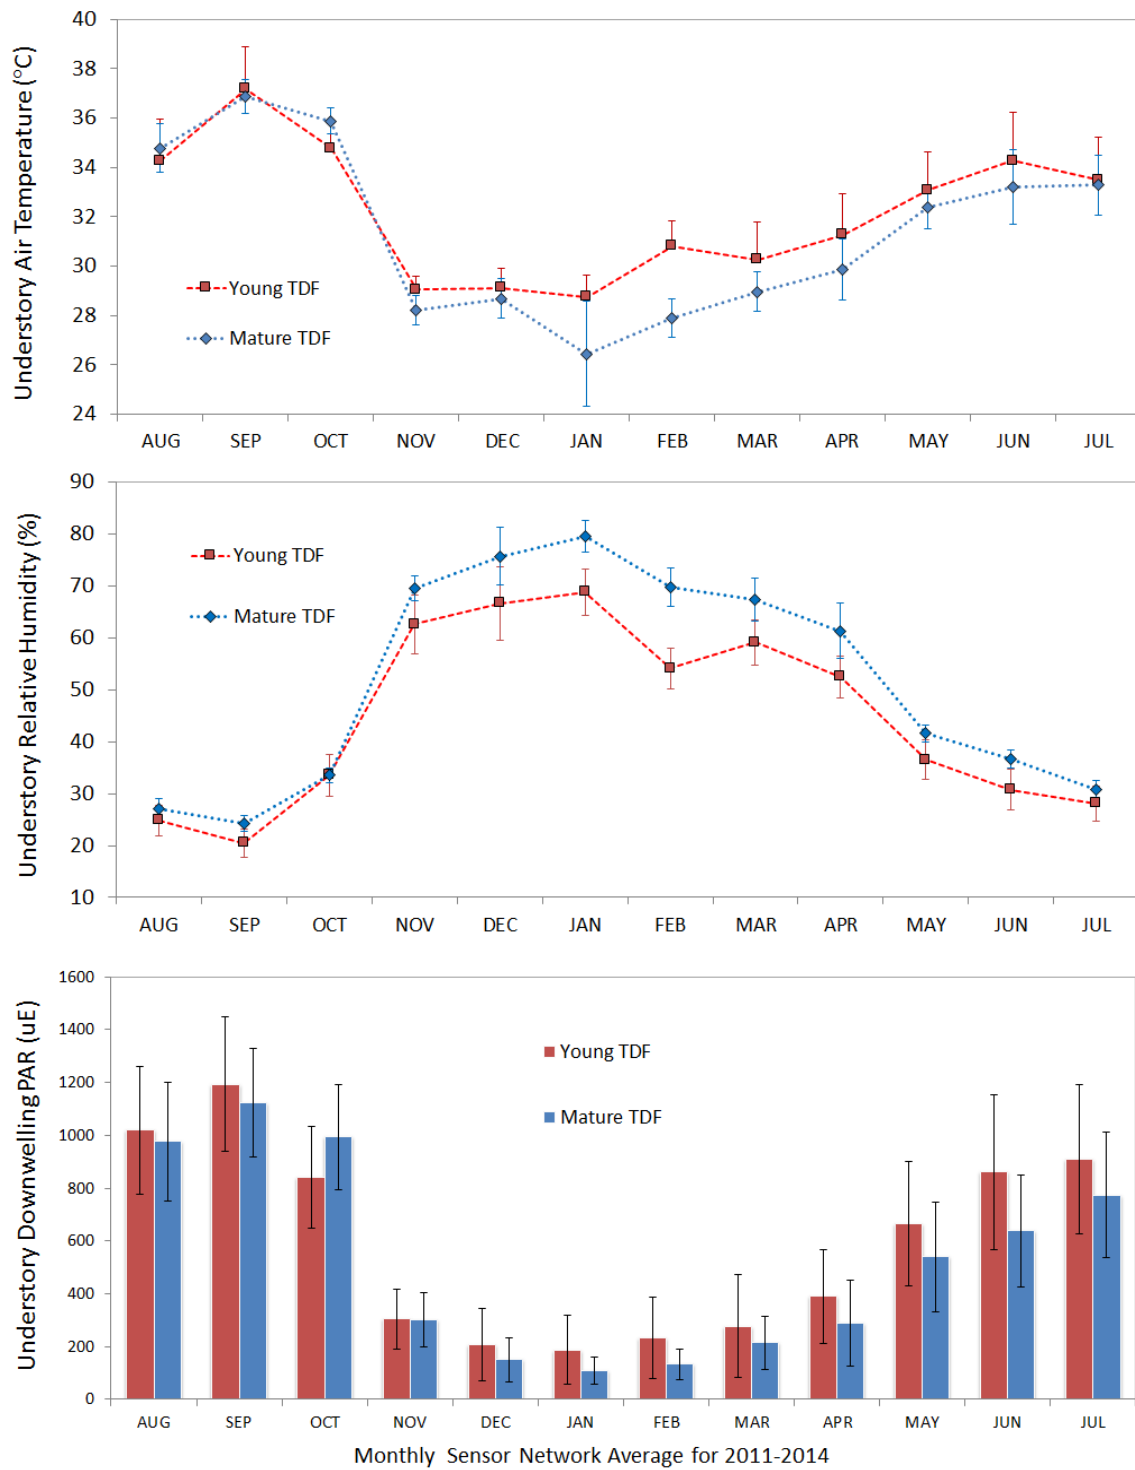 Understory Air Temperature (°C)
40
38
36
34
32
30
28
26
24
Young TDF
Mature TDF
AUG SEP OCT NOV DEC JAN FEB MAR APR MAY JUN JUL
Understory Relative Humidity (%)
90
80
70
60
50
40
30
20
10
Young TDF
Mature TDF
AUG SEP OCT NOV DEC JAN FEB MAR APR MAY JUN JUL
Understory Downwelling PAR (uE)
1600
1400
1200
1000
800
600
400
200
0
Young TDF
Mature TDF
AUG SEP OCT NOV DEC JAN FEB MAR APR MAY JUN JUL
Monthly Sensor Network Average for 2011-2014